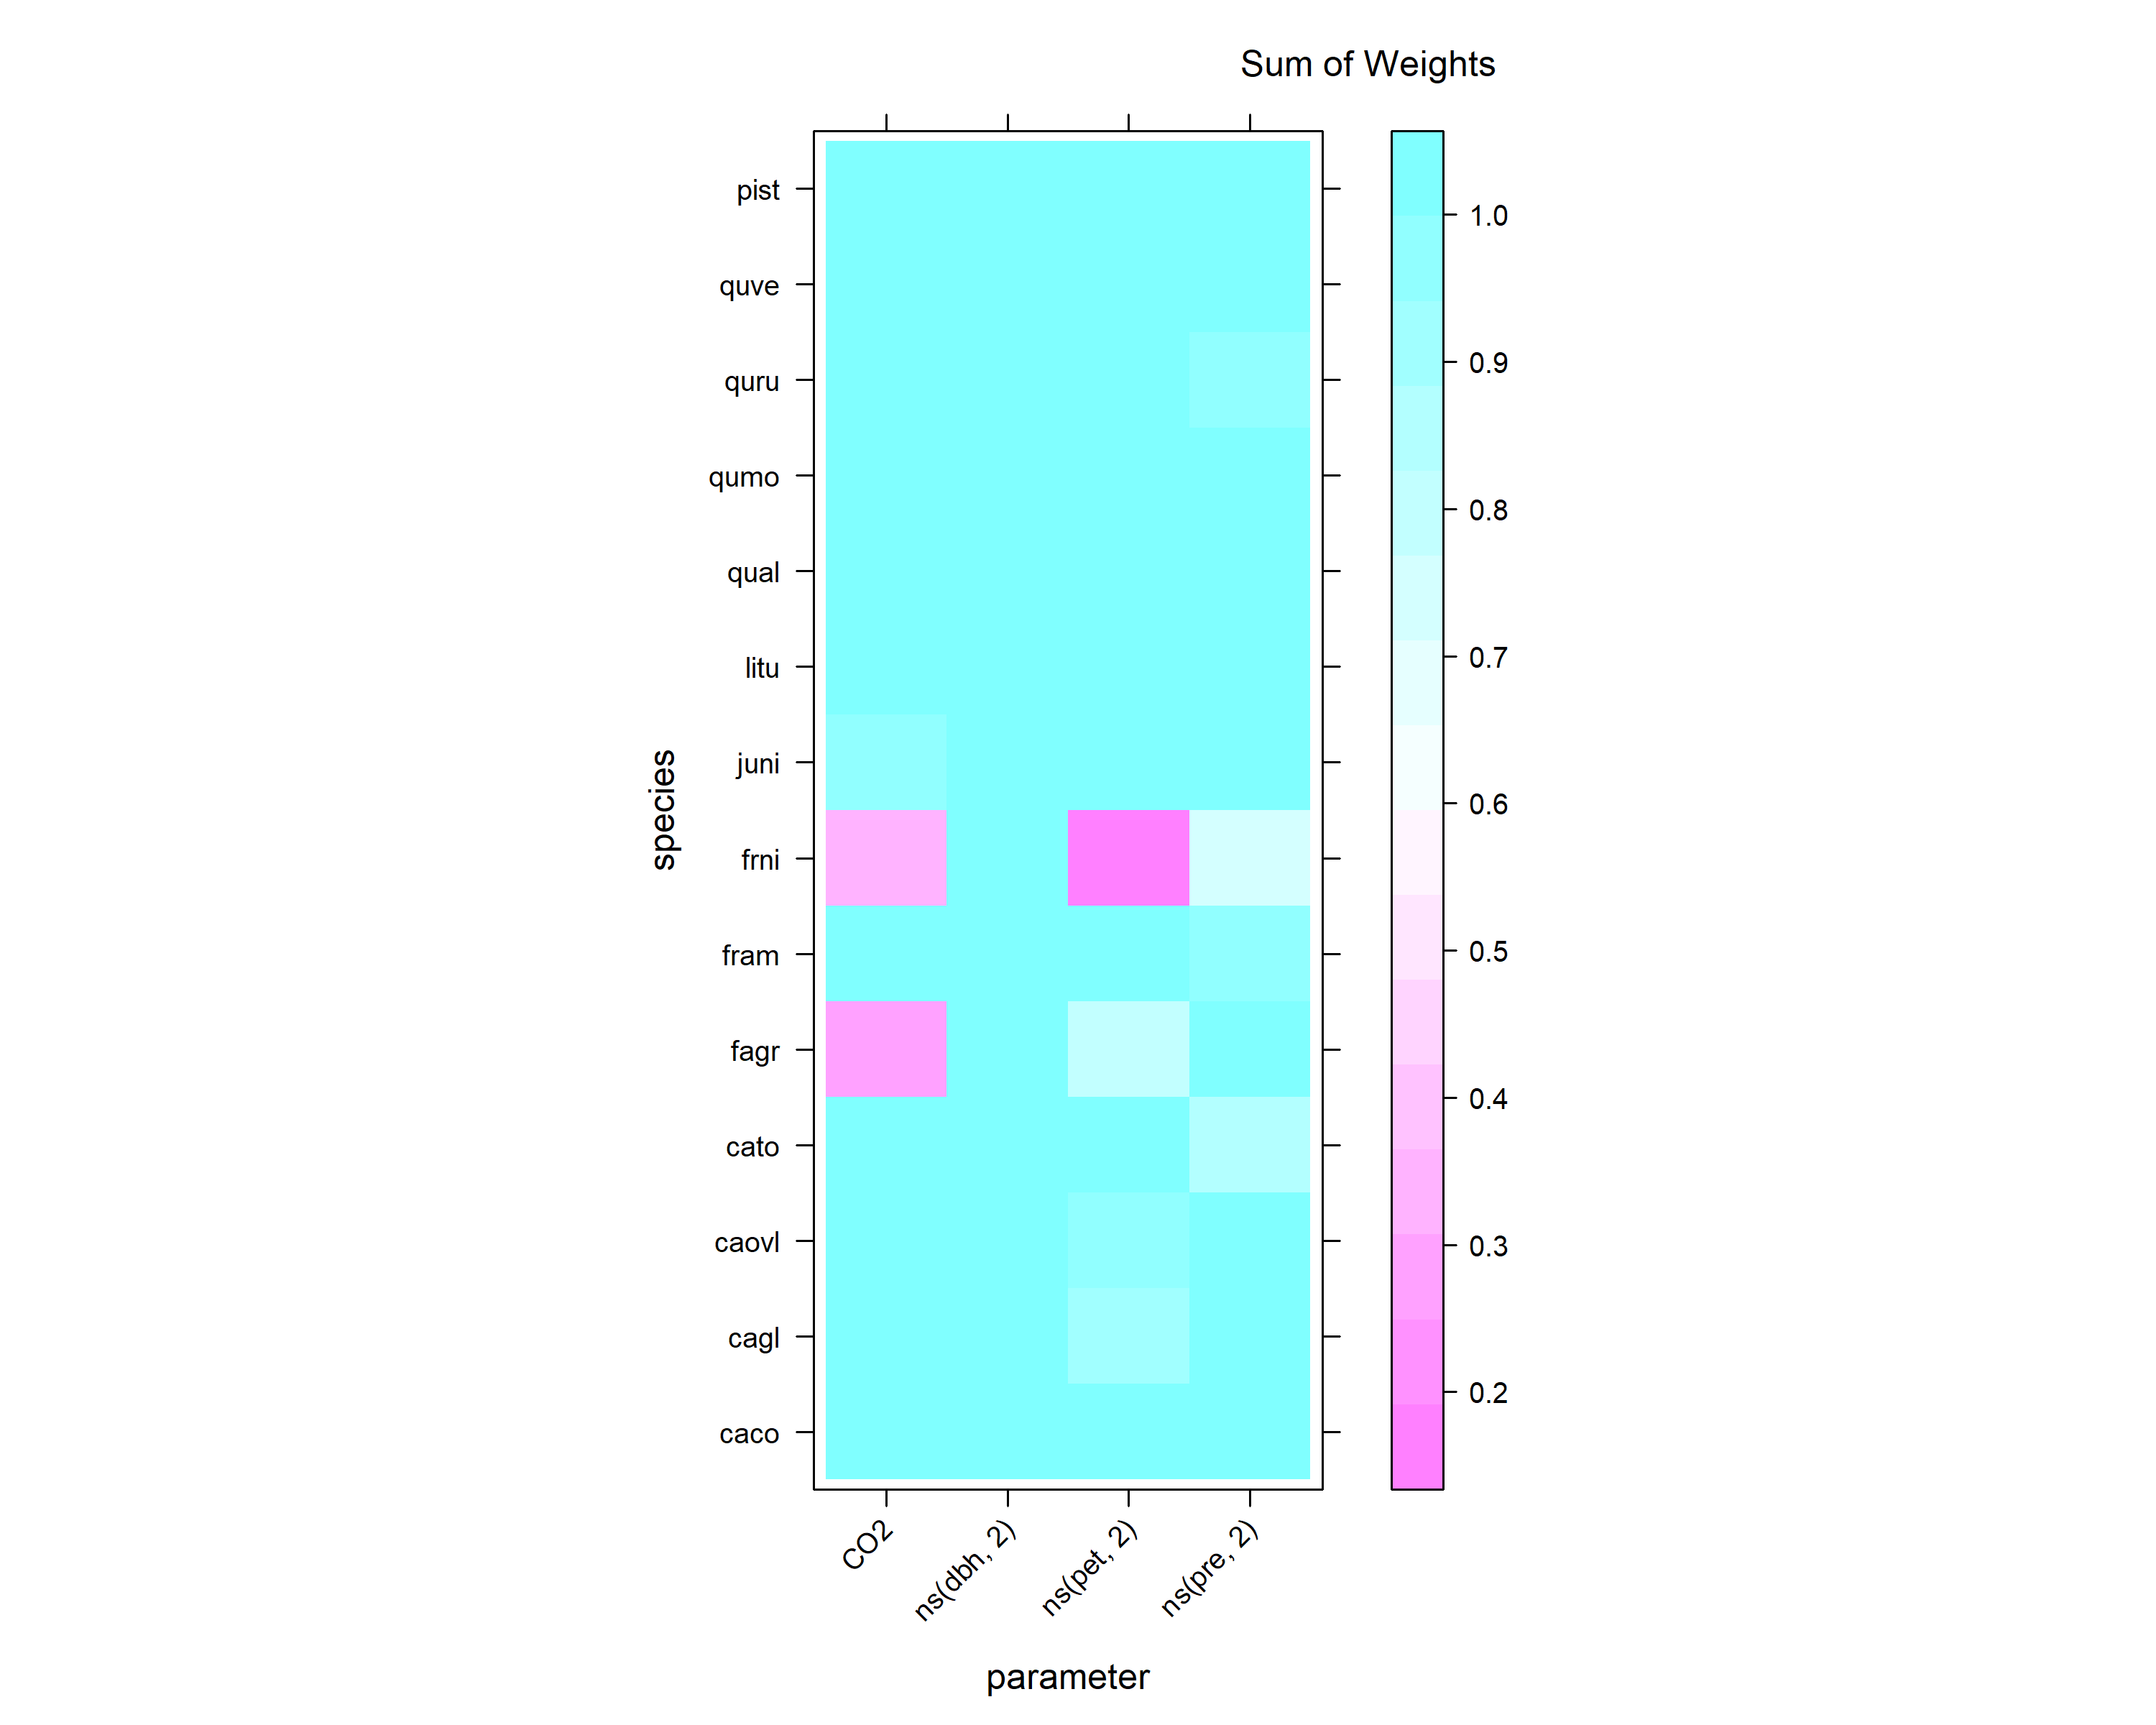 Sum of Weights
pist
quve
quru
qumo
qual
litu
juni
frni
fram
fagr
cato
caovl
cagl
caco
species
1.0
0.9
0.8
0.7
0.6
0.5
0.4
0.3
0.2
CO2
ns(dbh, 2)
ns(pet, 2)
ns(pre, 2)
parameter